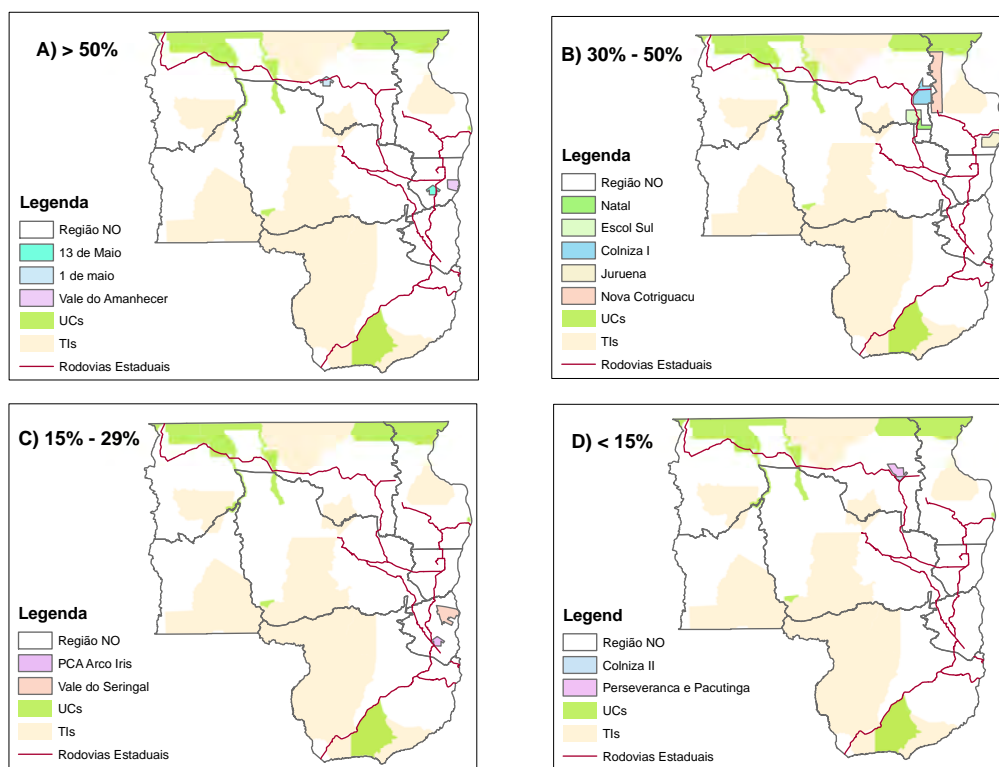 A) > 50%
Legenda
Região NO
13 de Maio
1 de maio
Vale do Amanhecer
UCs
TIs
Rodovias Estaduais
B) 30% - 50%
Legenda
Região NO
Natal
Escol Sul
Colniza I
Juruena
Nova Cotriguacu
UCs
TIs
Rodovias Estaduais
C) 15% - 29%
Legenda
Região NO
PCA Arco Iris
Vale do Seringal
UCs
TIs
Rodovias Estaduais
D) < 15%
Legend
Região NO
Colniza II
Perseveranca e Pacutinga
UCs
TIs
Rodovias Estaduais